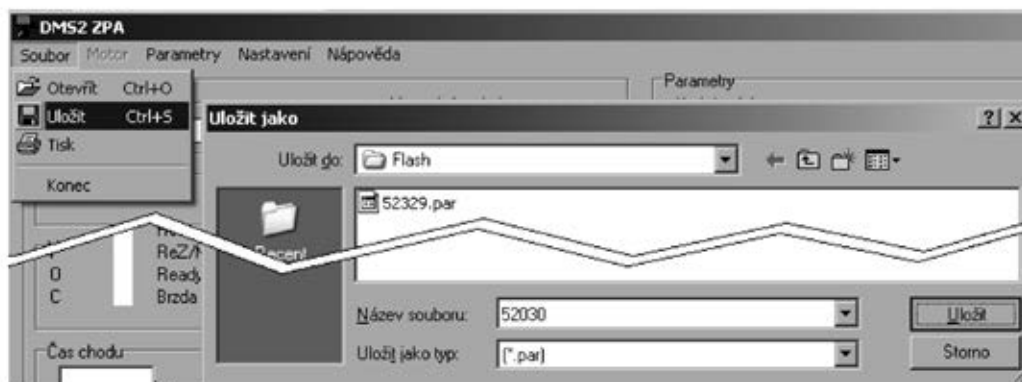 DMS2 ZPA
Soubor Motor Parametry Nastavení Nápověda
Otevřít Ctrl+O
Uložit Ctrl+S
Tisk
Konec
Parametry
Uložit jako
Uložit do: Flash
52329.par
Recent
ReZ/
O Ready
C Brzda
Název souboru: 52030 Uložit
Uložit jako typ: (*.par) Storno
Čas chodu